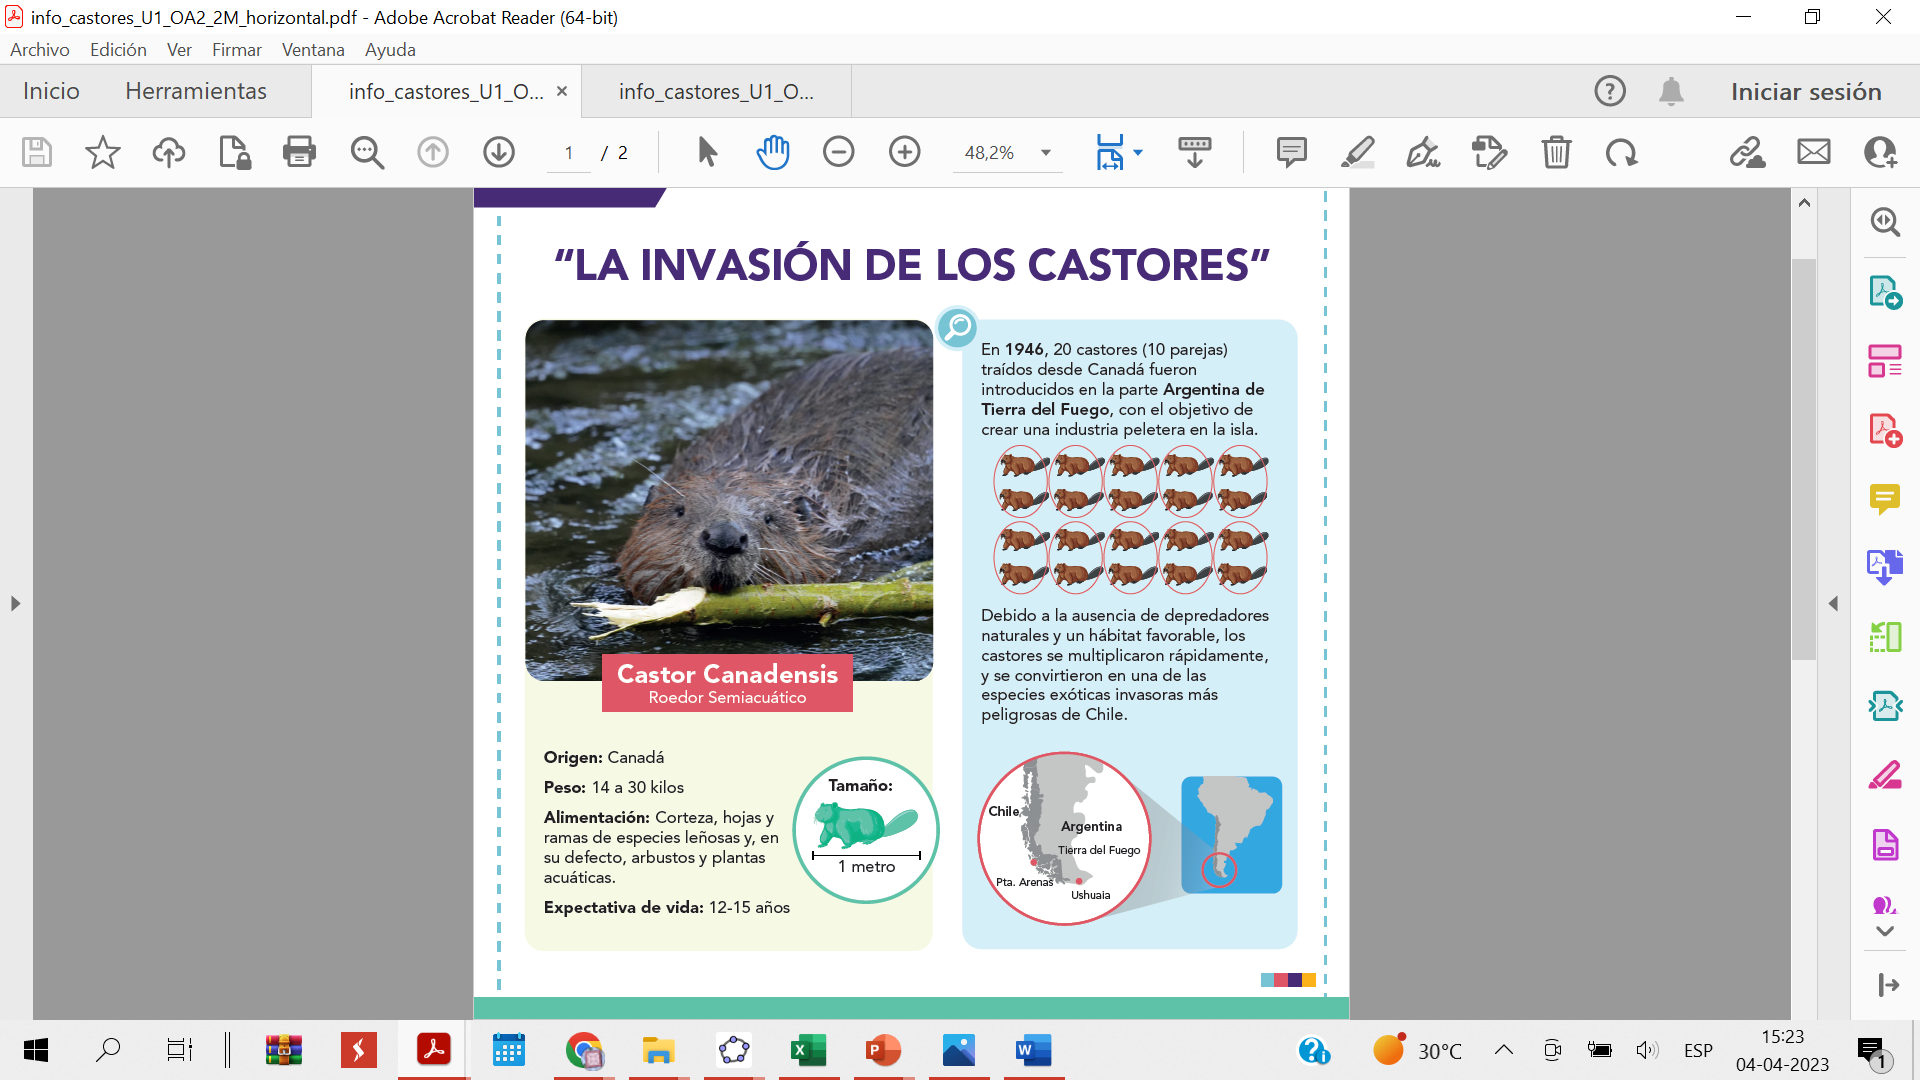 info_castores_U1_OA2_2M_horizontal.pdf - Adobe Acrobat Reader (64-bit)
Archivo Edición Ver Firmar Ventana Ayuda
Inicio Herramientas info_castores_U1_O... × info_castores_U1_O... Iniciar sesión
1 / 2 48,2%
“LA INVASIÓN DE LOS CASTORES”
Castor Canadensis
Roedor Semiacuático
Origen: Canadá
Peso: 14 a 30 kilos
Alimentación: Corteza, hojas y
ramas de especies leñosas y, en
su defecto, arbustos y plantas
acuáticas.
Expectativa de vida: 12-15 años
Tamaño:
1 metro
En 1946, 20 castores (10 parejas)
traídos desde Canadá fueron
introducidos en la parte Argentina de
Tierra del Fuego, con el objetivo de
crear una industria peletera en la isla.
Debido a la ausencia de depredadores
naturales y un hábitat favorable, los
castores se multiplicaron rápidamente,
y se convirtieron en una de las
especies exóticas invasoras más
peligrosas de Chile.
Chile
Argentina
Tierra del Fuego
Pta. Arenas
Ushuaia
30°C ESP 15:23
04-04-2023
1